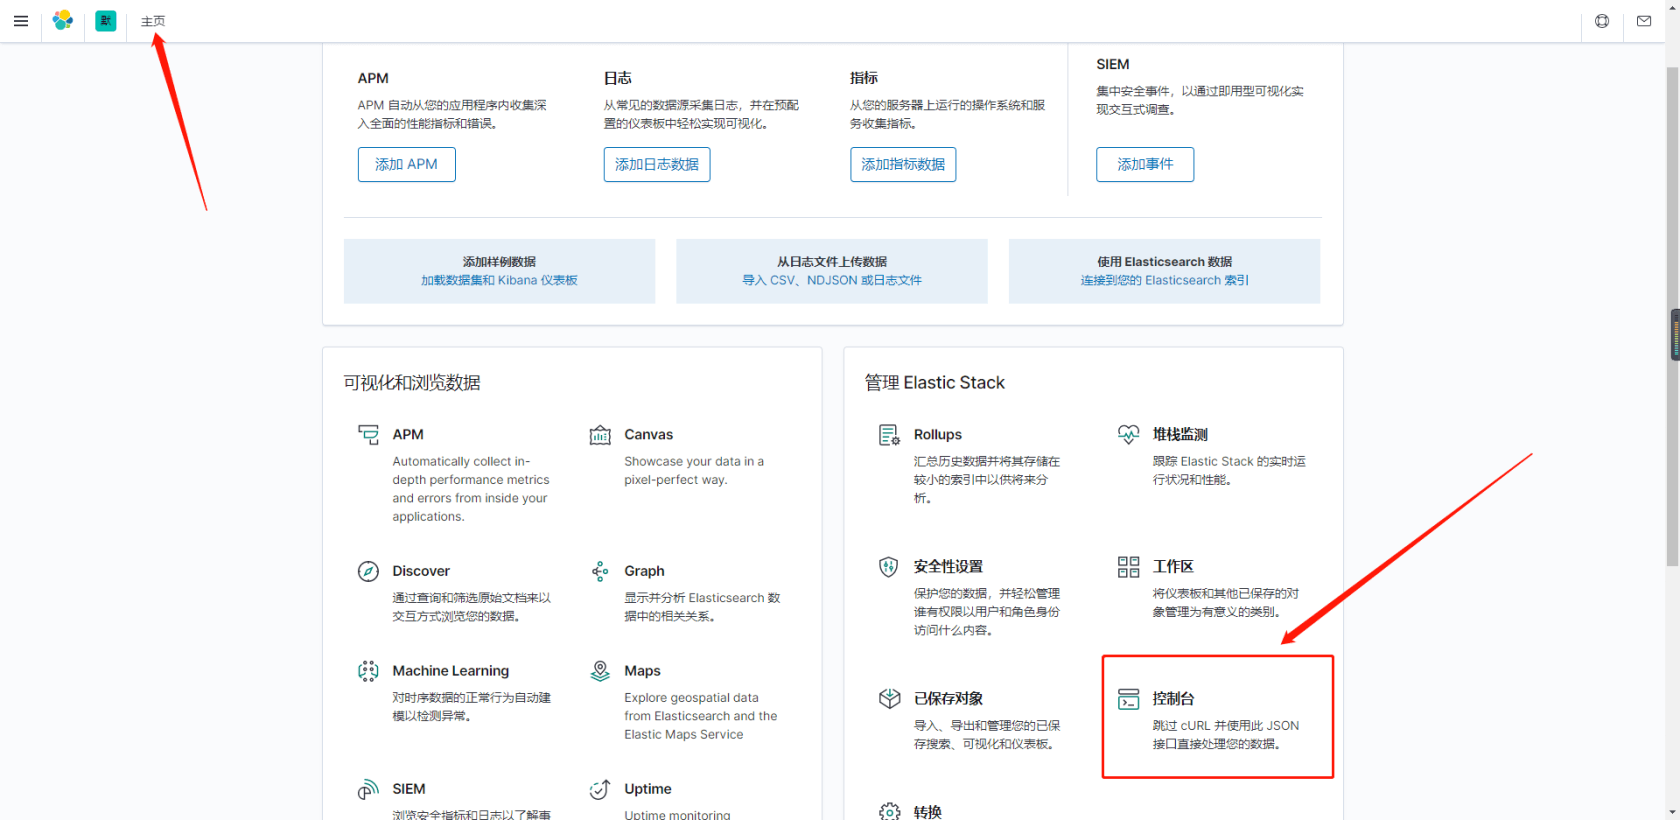 默
主页
APM
APM 自动从您的应用程序内收集深
入全面的性能指标和错误。
添加 APM
日志
从常见的数据源采集日志，并在预配
置的仪表板中轻松实现可视化。
添加日志数据
指标
从您的服务器上运行的操作系统和服
务收集指标。
添加指标数据
SIEM
集中安全事件，以通过即用型可视化实
现交互式调查。
添加事件
添加样例数据
加载数据集和 Kibana 仪表板
从日志文件上传数据
导入 CSV、NDJSON 或日志文件
使用 Elasticsearch 数据
连接到您的 Elasticsearch 索引
可视化和浏览数据
APM
Automatically collect in-
depth performance metrics
and errors from inside your
applications.
Canvas
Showcase your data in a
pixel-perfect way.
Discover
通过查询和筛选原始文档来以
交互方式浏览您的数据。
Graph
显示并分析 Elasticsearch 数
据中的相关关系。
Machine Learning
对时序数据的正常行为自动建
模以检测异常。
Maps
Explore geospatial data
from Elasticsearch and the
Elastic Maps Service
SIEM
浏览安全指标和日志以了解事
Uptime
Uptime monitoring
管理 Elastic Stack
Rollups
汇总历史数据并将其存储在
较小的索引中以供将来分
析。
堆栈监测
跟踪 Elastic Stack 的实时运
行状况和性能。
安全性设置
保护您的数据，并轻松管理
谁有权限以用户和角色身份
访问什么内容。
工作区
将仪表板和其他已保存的对
象管理为有意义的类别。
已保存对象
导入、导出和管理您的已保
存搜索、可视化和仪表板。
控制台
跳过 cURL 并使用此 JSON
接口直接处理您的数据。
转换